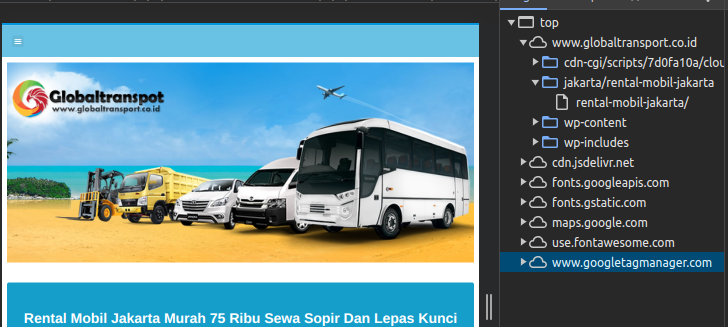 top
www.globaltransport.co.id
cdn-cgi/scripts/7d0fa10a/clou
jakarta/rental-mobil-jakarta
rental-mobil-jakarta/
wp-content
wp-includes
cdn.jsdelivr.net
fonts.googleapis.com
fonts.gstatic.com
maps.google.com
use.fontawesome.com
www.googletagmanager.com
Globaltranspot
www.globaltransport.co.id
Rental Mobil Jakarta Murah 75 Ribu Sewa Sopir Dan Lepas Kunci